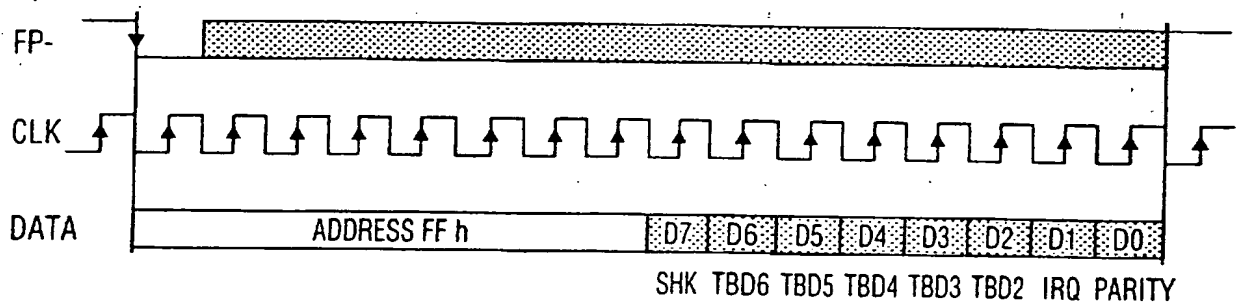 FP-
CLK
DATA ADDRESS FF h D7 D6 D5 D4 D3 D2 D1 D0
SHK TBD6 TBD5 TBD4 TBD3 TBD2 IRQ PARITY